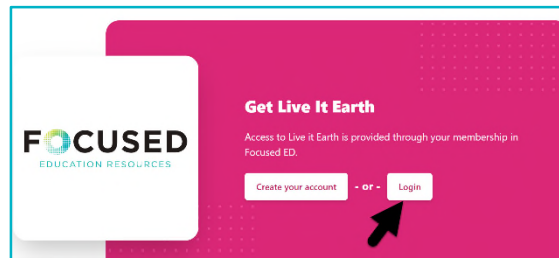 FOCUSED
EDUCATION RESOURCES
Get Live It Earth
Access to Live it Earth is provided through your membership in
Focused ED.
Create your account - or - Login